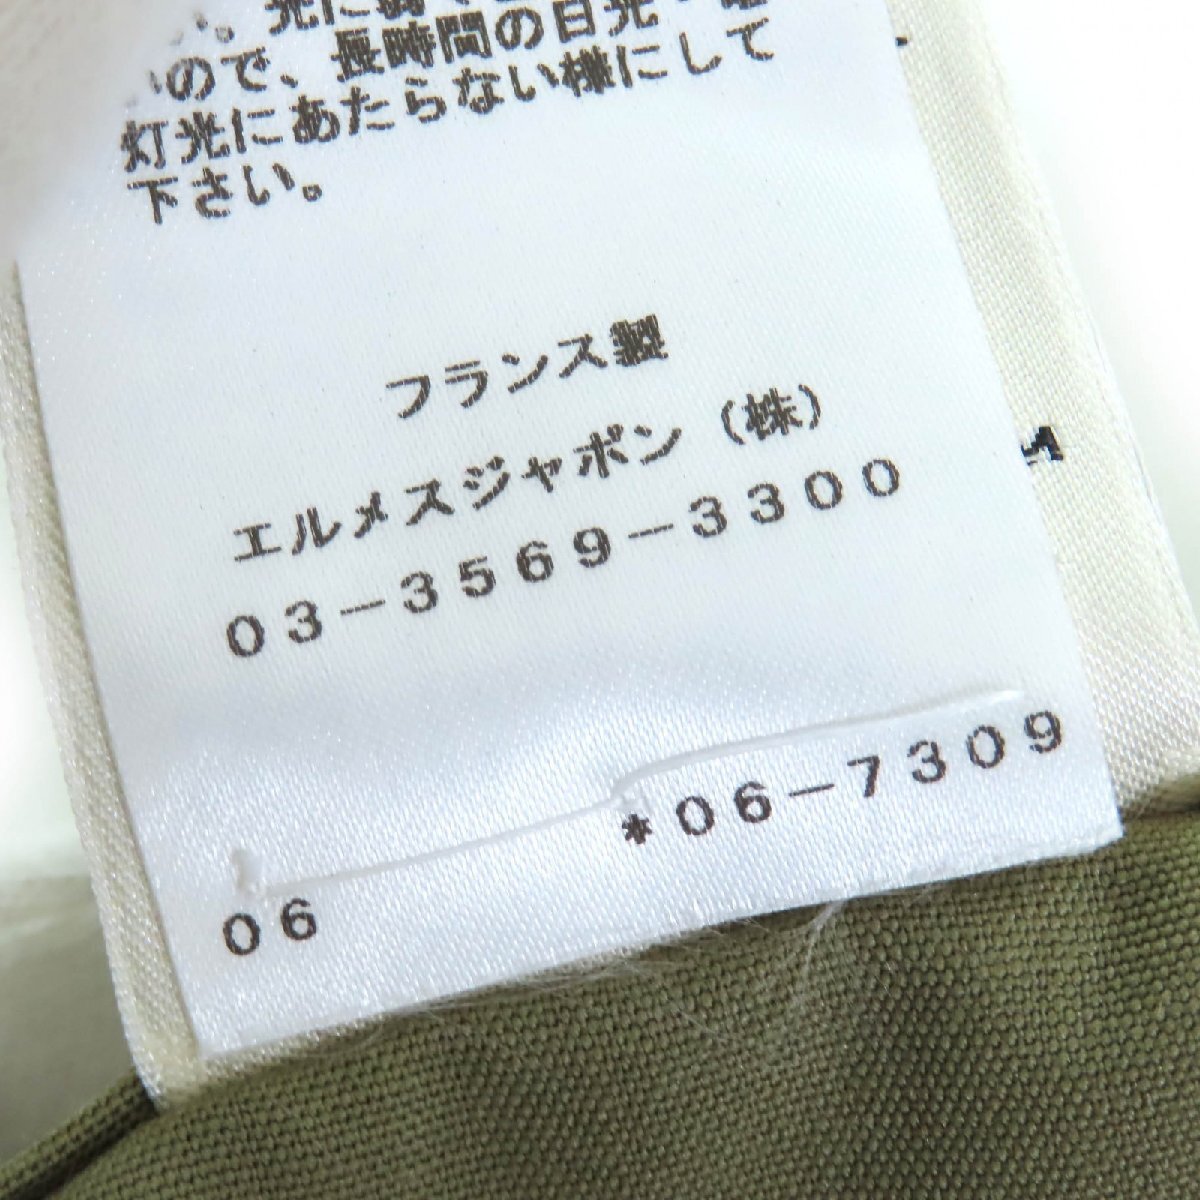 光に
ので、長時間の日光・
灯光にあたらない様にして
下さい。
フランス製
エルメスジャポン（株）
03-3569-3300
*06-7309
06